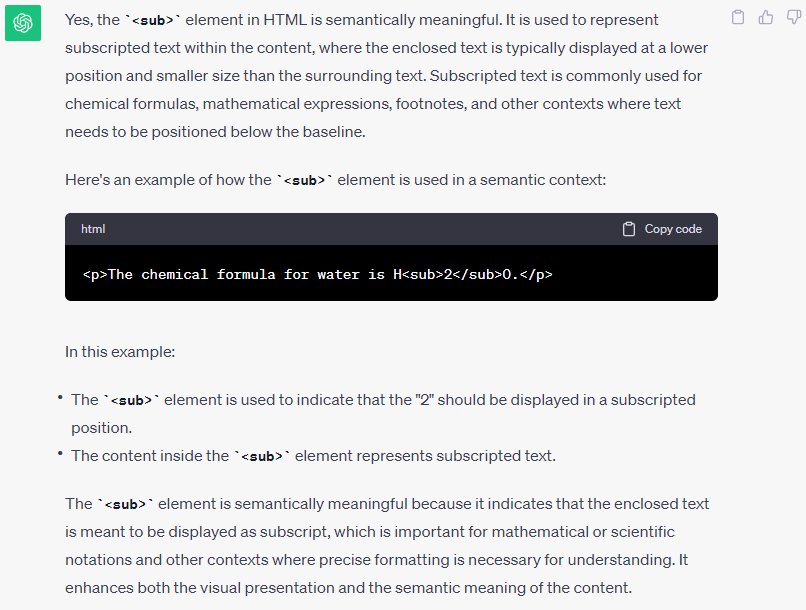 Yes, the `<sub>` element in HTML is semantically meaningful. It is used to represent
subscripted text within the content, where the enclosed text is typically displayed at a lower
position and smaller size than the surrounding text. Subscripted text is commonly used for
chemical formulas, mathematical expressions, footnotes, and other contexts where text
needs to be positioned below the baseline.
Here's an example of how the `<sub>` element is used in a semantic context:
html Copy code
<p>The chemical formula for water is H<sub>2</sub>O.</p>
In this example:
• The `<sub>` element is used to indicate that the "2" should be displayed in a subscripted
position.
• The content inside the `<sub>` element represents subscripted text.
The `<sub>` element is semantically meaningful because it indicates that the enclosed text
is meant to be displayed as subscript, which is important for mathematical or scientific
notations and other contexts where precise formatting is necessary for understanding. It
enhances both the visual presentation and the semantic meaning of the content.